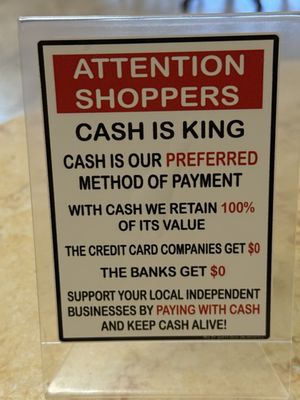 ATTENTION
SHOPPERS
CASH IS KING
CASH IS OUR PREFERRED
METHOD OF PAYMENT
WITH CASH WE RETAIN 100%
OF ITS VALUE
THE CREDIT CARD COMPANIES GET $0
THE BANKS GET $0
SUPPORT YOUR LOCAL INDEPENDENT
BUSINESSES BY PAYING WITH CASH
AND KEEP CASH ALIVE!